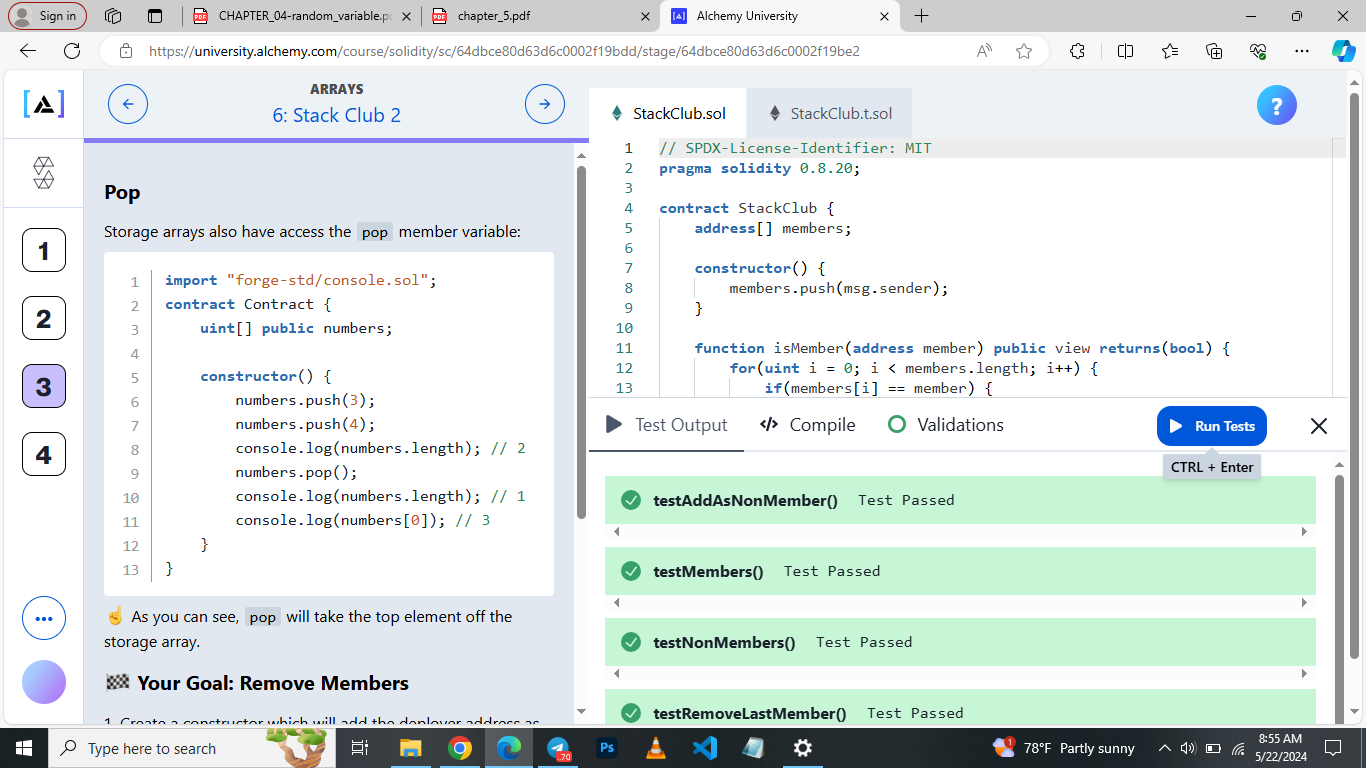 Sign in
CHAPTER_04-random_variable.pd
chapter_5.pdf
Alchemy University
https://university.alchemy.com/course/solidity/sc/64dbce80d63d6c0002f19bdd/stage/64dbce80d63d6c0002f19be2
ARRAYS
6: Stack Club 2
1
2
3
4
Pop
Storage arrays also have access the pop member variable:
1 import "forge-std/console.sol";
2 contract Contract {
3 uint[] public numbers;
4
5 constructor() {
6 numbers.push(3);
7 numbers.push(4);
8 console.log(numbers.length); // 2
9 numbers.pop();
10 console.log(numbers.length); // 1
11 console.log(numbers[0]); // 3
12 }
13 }
☝ As you can see, pop will take the top element off the
storage array.
🏁 Your Goal: Remove Members
1. Create a constructor which will add the deployer address as
StackClub.sol
StackClub.t.sol
?
1 // SPDX-License-Identifier: MIT
2 pragma solidity 0.8.20;
3
4 contract StackClub {
5 address[] members;
6
7 constructor() {
8 members.push(msg.sender);
9 }
10
11 function isMember(address member) public view returns(bool) {
12 for(uint i = 0; i < members.length; i++) {
13 if(members[i] == member) {
Test Output
Compile
Validations
Run Tests
CTRL + Enter
testAddAsNonMember() Test Passed
testMembers() Test Passed
testNonMembers() Test Passed
testRemoveLastMember() Test Passed
Type here to search
.70
Ps
1
78°F Partly sunny
8:55 AM
5/22/2024